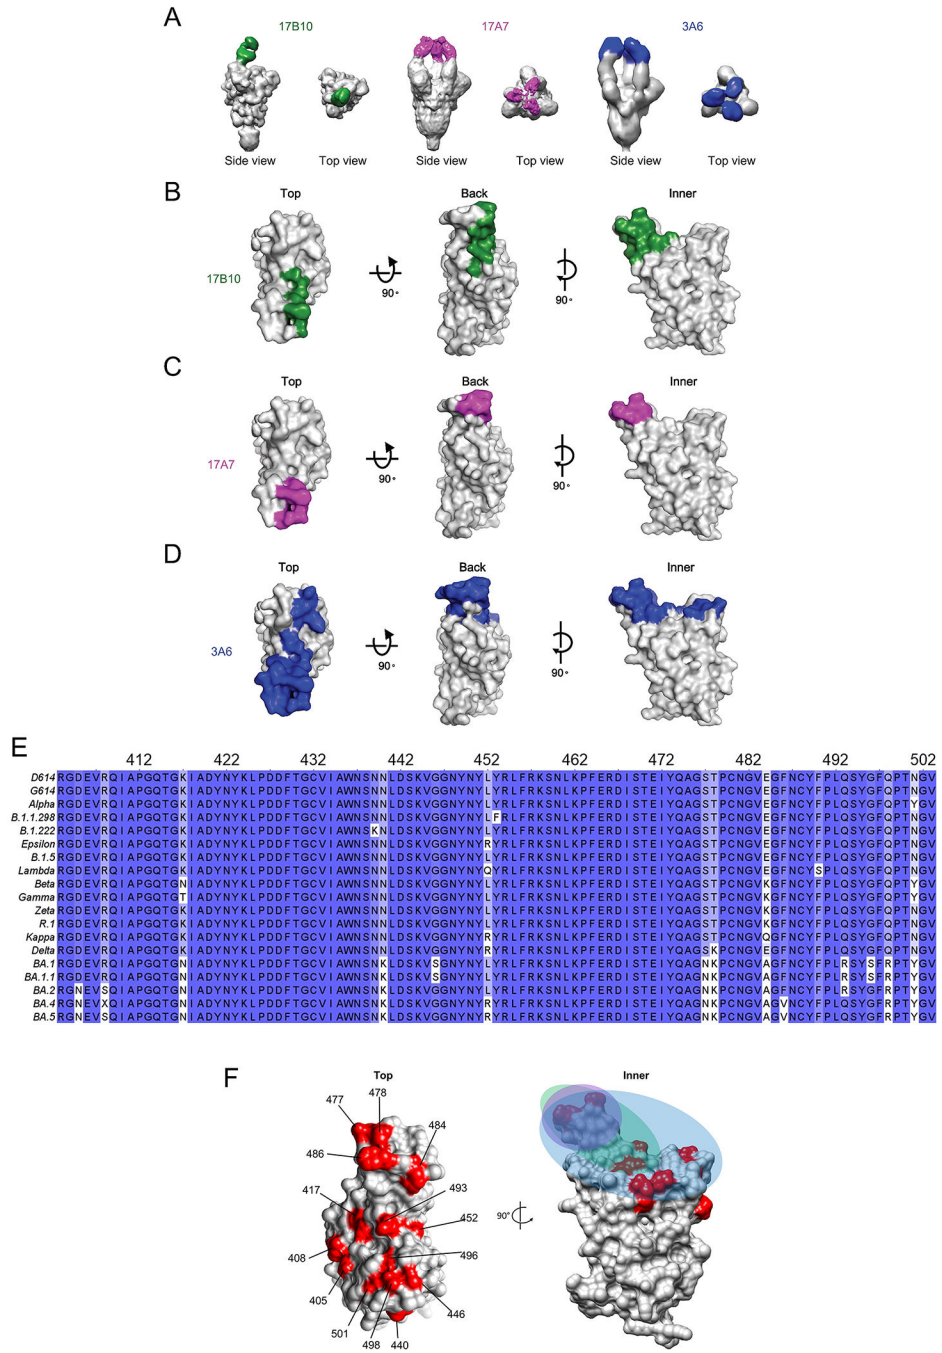 A
17B10
17A7
3A6
Side view
Top view
Side view
Top view
Side view
Top view
B
Top
Back
Inner
17B10
90°
90°
C
Top
Back
Inner
17A7
90°
90°
D
Top
Back
Inner
3A6
90°
90°
E
412 422 432 442 452 462 472 482 492 502
D614 RGDEVRQIAPGQTGKIADYNYKLPDDFTGCVIAWNSNNLDSKVGGNYNYLYRLFRKSNLKPFERDISTEIYQAGSTPCNGVEGFNCYFPLQSYGFQPTNGV
G614 RGDEVRQIAPGQTGKIADYNYKLPDDFTGCVIAWNSNNLDSKVGGNYNYLYRLFRKSNLKPFERDISTEIYQAGSTPCNGVEGFNCYFPLQSYGFQPTNGV
Alpha RGDEVRQIAPGQTGKIADYNYKLPDDFTGCVIAWNSNNLDSKVGGNYNYLYRLFRKSNLKPFERDISTEIYQAGSTPCNGVEGFNCYFPLQSYGFQPTYGV
B.1.1.298 RGDEVRQIAPGQTGKIADYNYKLPDDFTGCVIAWNSNNLDSKVGGNYNYLFRLFRKSNLKPFERDISTEIYQAGSTPCNGVEGFNCYFPLQSYGFQPTNGV
B.1.222 RGDEVRQIAPGQTGKIADYNYKLPDDFTGCVIAWNSKNLDSKVGGNYNYLYRLFRKSNLKPFERDISTEIYQAGSTPCNGVEGFNCYFPLQSYGFQPTNGV
Epsilon RGDEVRQIAPGQTGKIADYNYKLPDDFTGCVIAWNSNNLDSKVGGNYNYRYRLFRKSNLKPFERDISTEIYQAGSTPCNGVEGFNCYFPLQSYGFQPTNGV
B.1.5 RGDEVRQIAPGQTGKIADYNYKLPDDFTGCVIAWNSNNLDSKVGGNYNYLYRLFRKSNLKPFERDISTEIYQAGSTPCNGVEGFNCYFPLQSYGFQPTNGV
Lambda RGDEVRQIAPGQTGKIADYNYKLPDDFTGCVIAWNSNNLDSKVGGNYNYQYRLFRKSNLKPFERDISTEIYQAGSTPCNGVEGFNCYSPLQSYGFQPTNGV
Beta RGDEVRQIAPGQTGNIADYNYKLPDDFTGCVIAWNSNNLDSKVGGNYNYLYRLFRKSNLKPFERDISTEIYQAGSTPCNGVKGFNCYFPLQSYGFQPTYGV
Gamma RGDEVRQIAPGQTGTIADYNYKLPDDFTGCVIAWNSNNLDSKVGGNYNYLYRLFRKSNLKPFERDISTEIYQAGSTPCNGVKGFNCYFPLQSYGFQPTYGV
Zeta RGDEVRQIAPGQTGKIADYNYKLPDDFTGCVIAWNSNNLDSKVGGNYNYLYRLFRKSNLKPFERDISTEIYQAGSTPCNGVKGFNCYFPLQSYGFQPTNGV
R.1 RGDEVRQIAPGQTGKIADYNYKLPDDFTGCVIAWNSNNLDSKVGGNYNYLYRLFRKSNLKPFERDISTEIYQAGSTPCNGVKGFNCYFPLQSYGFQPTNGV
Kappa RGDEVRQIAPGQTGKIADYNYKLPDDFTGCVIAWNSNNLDSKVGGNYNYRYRLFRKSNLKPFERDISTEIYQAGSTPCNGVQGFNCYFPLQSYGFQPTNGV
Delta RGDEVRQIAPGQTGKIADYNYKLPDDFTGCVIAWNSNNLDSKVGGNYNYRYRLFRKSNLKPFERDISTEIYQAGSKPCNGVEGFNCYFPLQSYGFQPTNGV
BA.1 RGDEVRQIAPGQTGNIADYNYKLPDDFTGCVIAWNSNKLDSKVSGNYNYLYRLFRKSNLKPFERDISTEIYQAGNKPCNGVAGFNCYFPLRSYSFRPTYGV
BA.1.1 RGDEVRQIAPGQTGNIADYNYKLPDDFTGCVIAWNSNKLDSKVSGNYNYLYRLFRKSNLKPFERDISTEIYQAGNKPCNGVAGFNCYFPLRSYSFRPTYGV
BA.2 RGNEVSQIAPGQTGNIADYNYKLPDDFTGCVIAWNSNKLDSKVGGNYNYLYRLFRKSNLKPFERDISTEIYQAGNKPCNGVAGFNCYFPLRSYGFRPTYGV
BA.4 RGNEVXQIAPGQTGNIADYNYKLPDDFTGCVIAWNSNKLDSKVGGNYNYRYRLFRKSNLKPFERDISTEIYQAGNKPCNGVAGVNCYFPLQSYGFRPTYGV
BA.5 RGNEVSQIAPGQTGNIADYNYKLPDDFTGCVIAWNSNKLDSKVGGNYNYRYRLFRKSNLKPFERDISTEIYQAGNKPCNGVAGVNCYFPLQSYGFRPTYGV
F
Top
Inner
477
478
484
486
417
493
452
408
496
405
446
501
498
440
90°